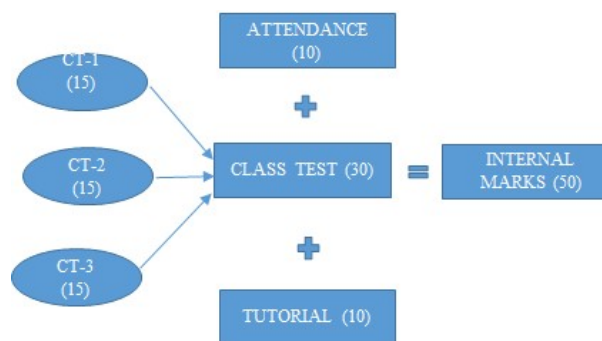 CT-1
(15)
CT-2
(15)
CT-3
(15)
ATTENDANCE
(10)
CLASS TEST (30)
TUTORIAL (10)
INTERNAL
MARKS (50)